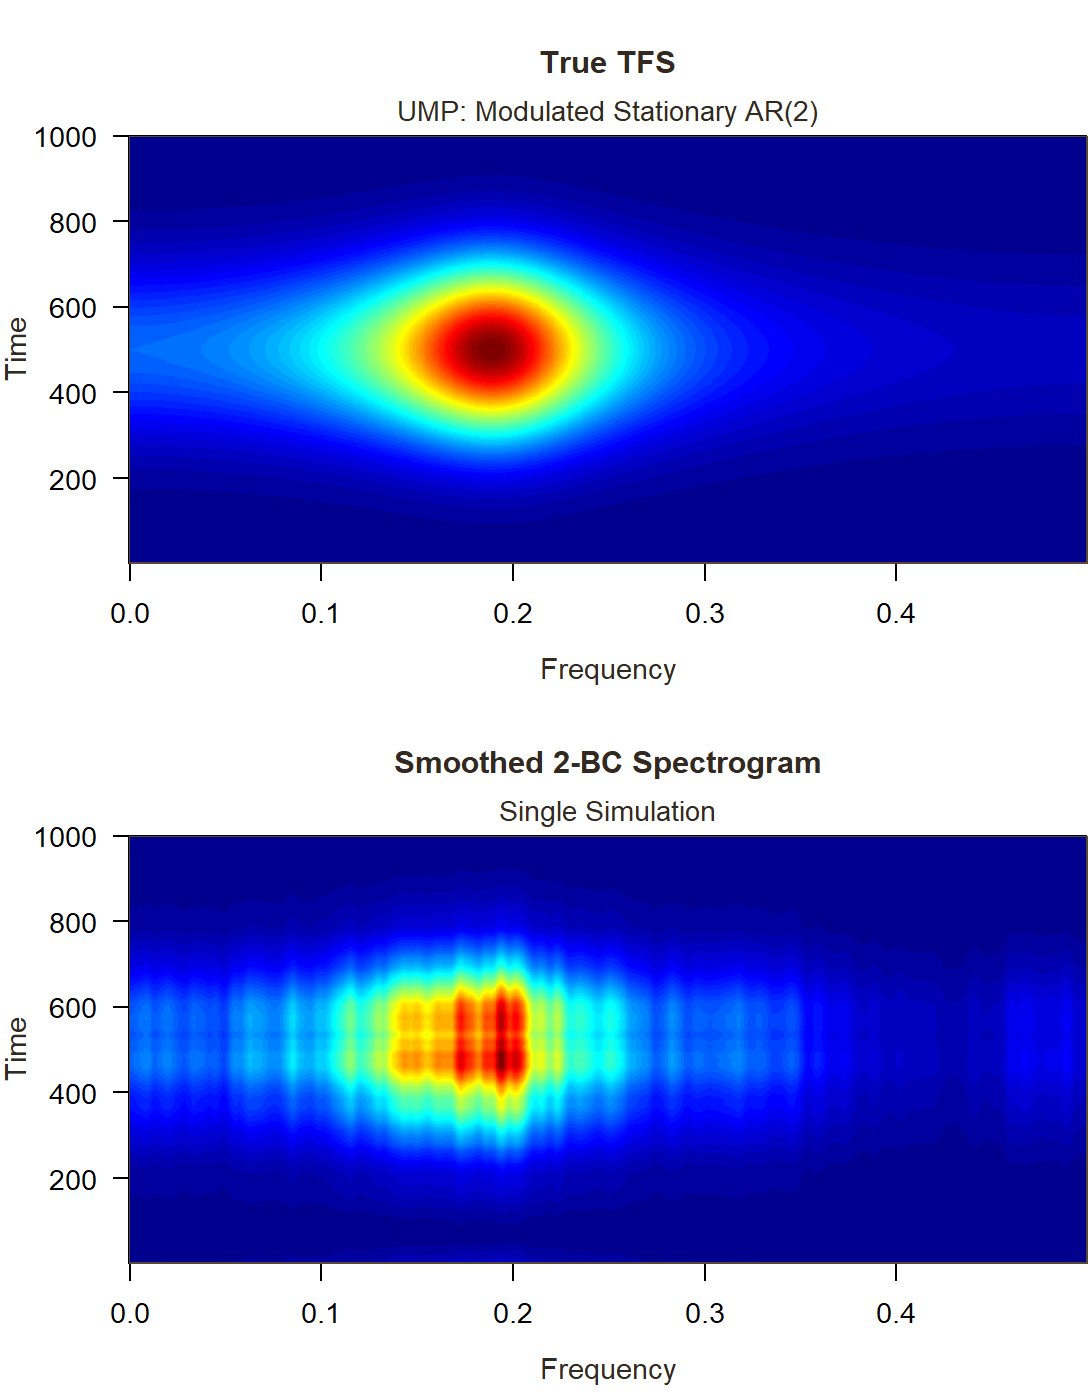 True TFS
UMP: Modulated Stationary AR(2)
1000
800
600
400
200
Time
0.0 0.1 0.2 0.3 0.4
Frequency
Smoothed 2-BC Spectrogram
Single Simulation
1000
800
600
400
200
Time
0.0 0.1 0.2 0.3 0.4
Frequency